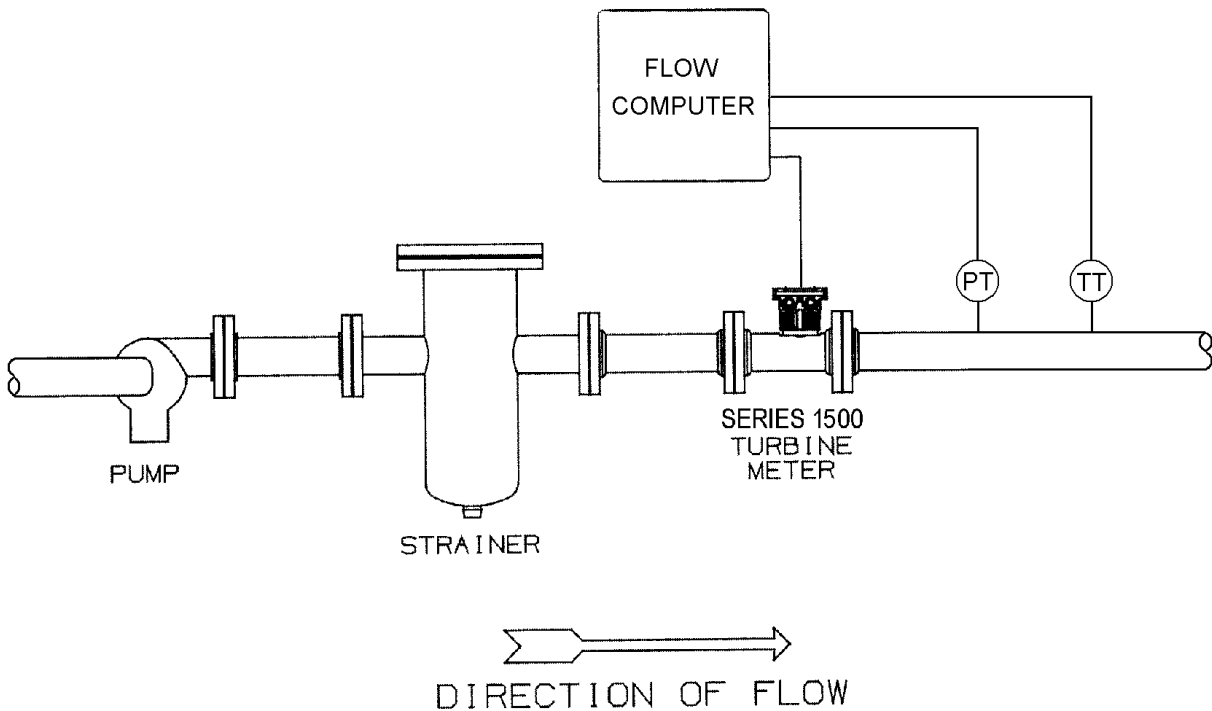 FLOW
COMPUTER
PT
TT
SERIES 1500
TURBINE
METER
PUMP
STRAINER
DIRECTION OF FLOW